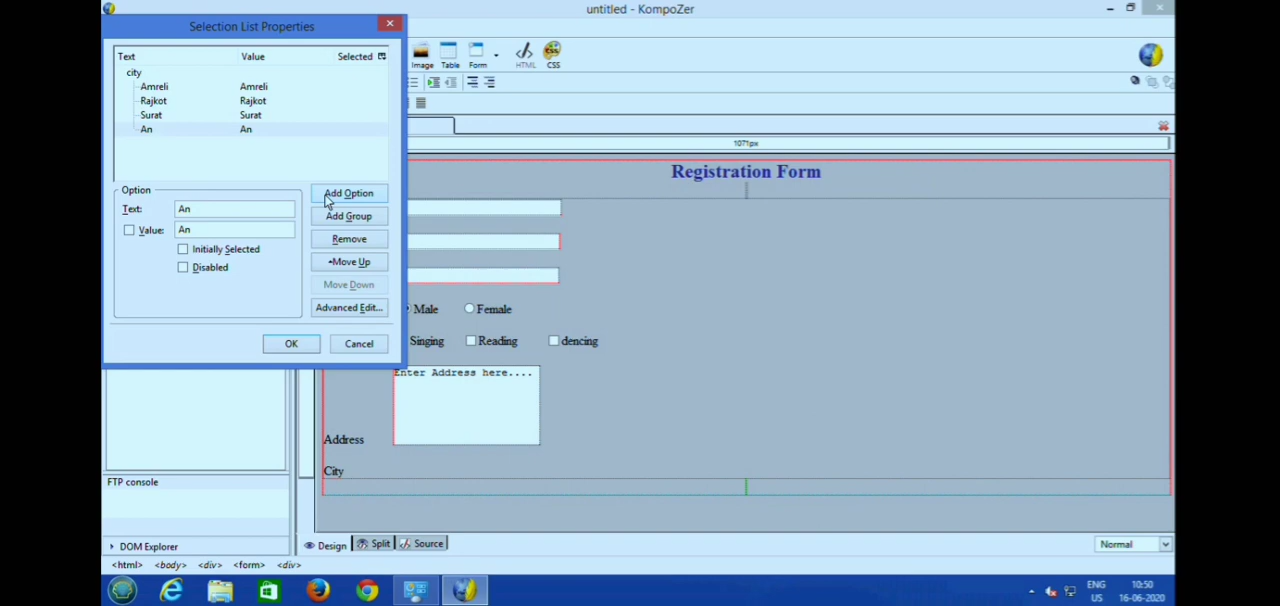 untitled - KompoZer
Selection List Properties
Text Value Selected
city
Amreli Amreli
Rajkot Rajkot
Surat Surat
An An
Option
Text: An
Value: An
Initially Selected
Disabled
Add Option
Add Group
Remove
Move Up
Move Down
Advanced Edit...
OK Cancel
Image Table Form HTML CSS
1071px
Registration Form
Male Female
Singing Reading dencing
Enter Address here....
Address
City
FTP console
DOM Explorer
Design Split Source
Normal
<html> <body> <div> <form> <div>
ENG 10:50
US 16-06-2020